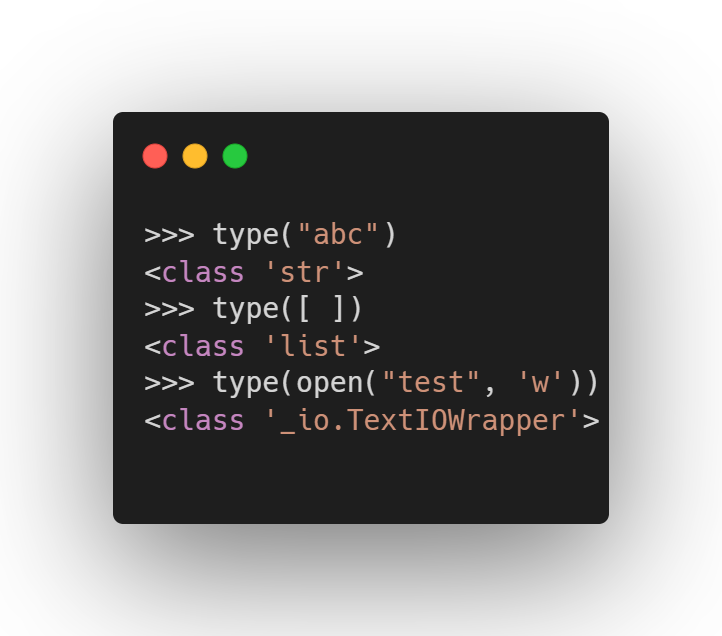 >>> type("abc")
<class 'str'>
>>> type([ ])
<class 'list'>
>>> type(open("test", 'w'))
<class '_io.TextIOWrapper'>